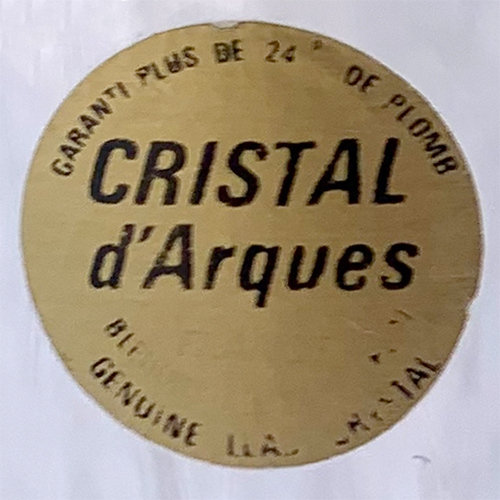 GARANTI PLUS DE 24 ° DE PLOMB
CRISTAL
d'Arques
GENUINE